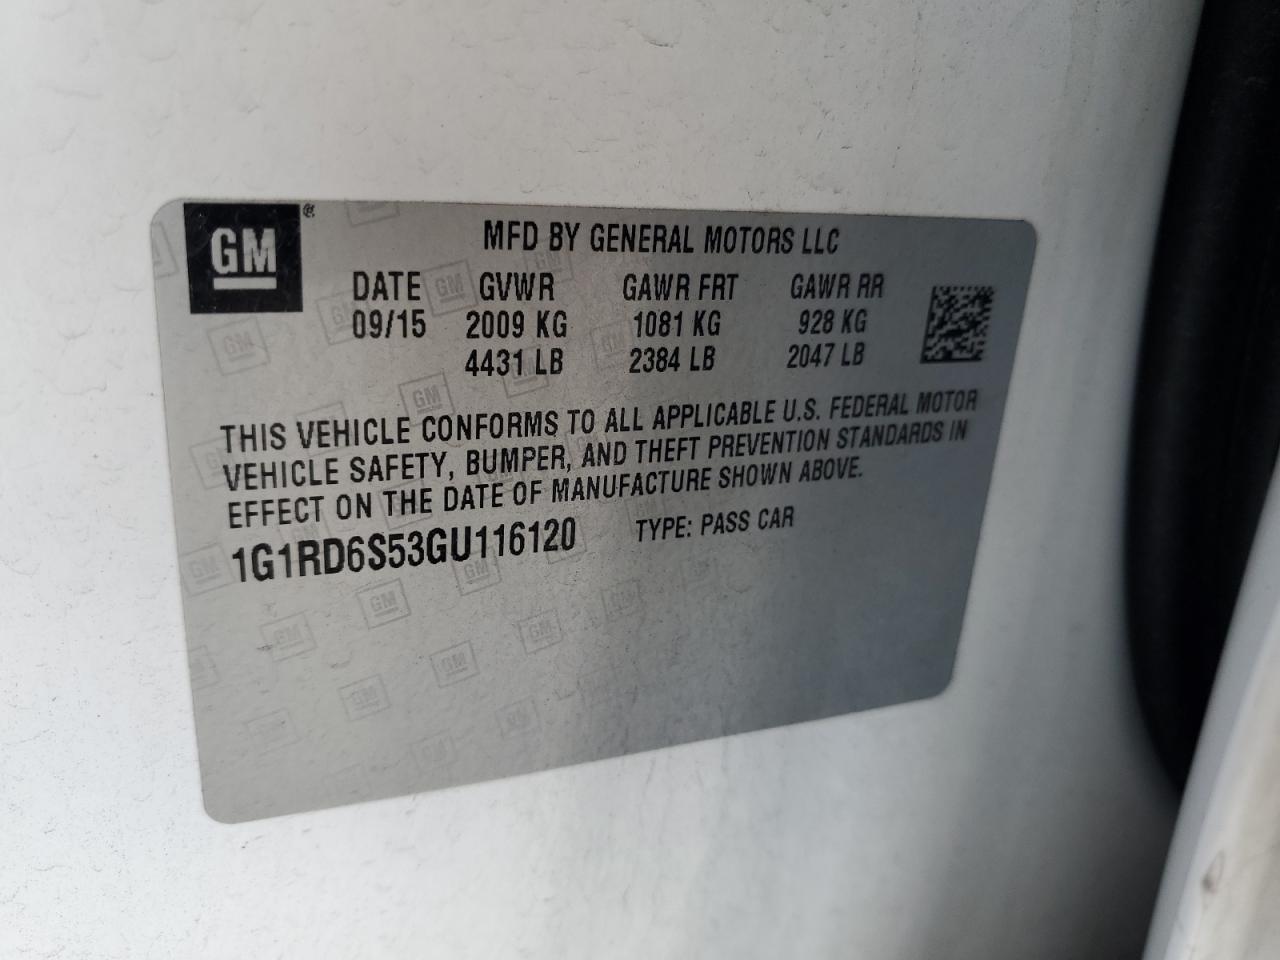 GM®
MFD BY GENERAL MOTORS LLC
DATE GVWR GAWR FRT GAWR RR
09/15 2009 KG 1081 KG 928 KG
4431 LB 2384 LB 2047 LB
THIS VEHICLE CONFORMS TO ALL APPLICABLE U.S. FEDERAL MOTOR
VEHICLE SAFETY, BUMPER, AND THEFT PREVENTION STANDARDS IN
EFFECT ON THE DATE OF MANUFACTURE SHOWN ABOVE.
1G1RD6S53GU116120 TYPE: PASS CAR